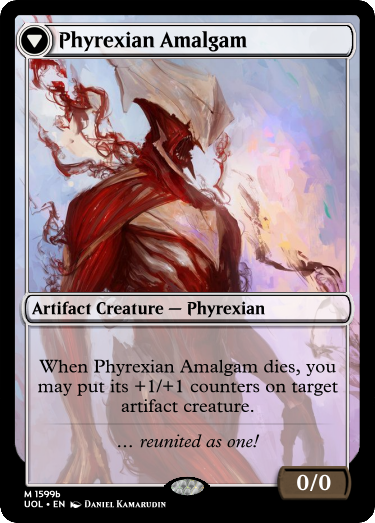 Phyrexian Amalgam
Artifact Creature — Phyrexian
When Phyrexian Amalgam dies, you
may put its +1/+1 counters on target
artifact creature.
… reunited as one!
0/0
M 1599b
UOL • EN Daniel Kamarudin